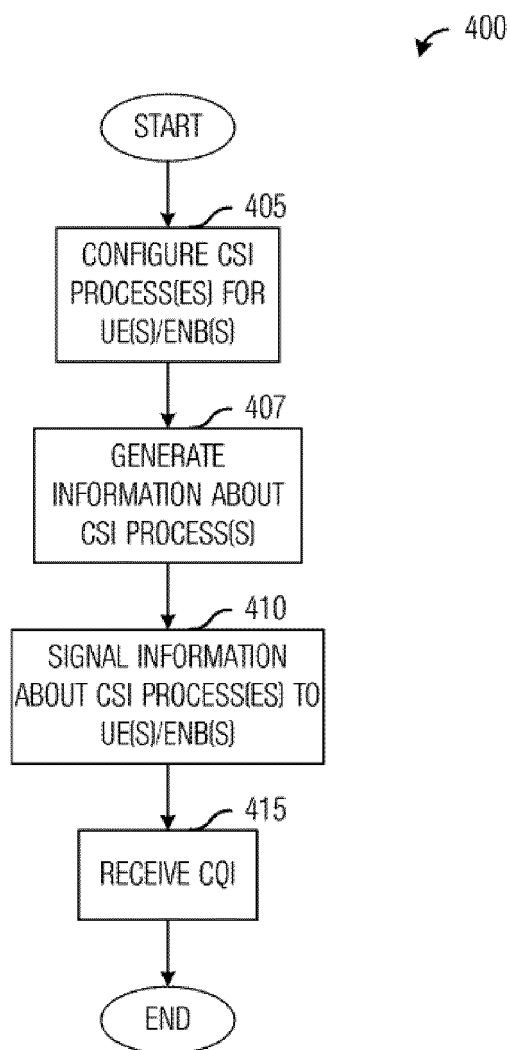 400
START
405
CONFIGURE CSI
PROCESS(ES) FOR
UE(S)/ENB(S)
407
GENERATE
INFORMATION ABOUT
CSI PROCESS(S)
410
SIGNAL INFORMATION
ABOUT CSI PROCESS(ES) TO
UE(S)/ENB(S)
415
RECEIVE CQI
END